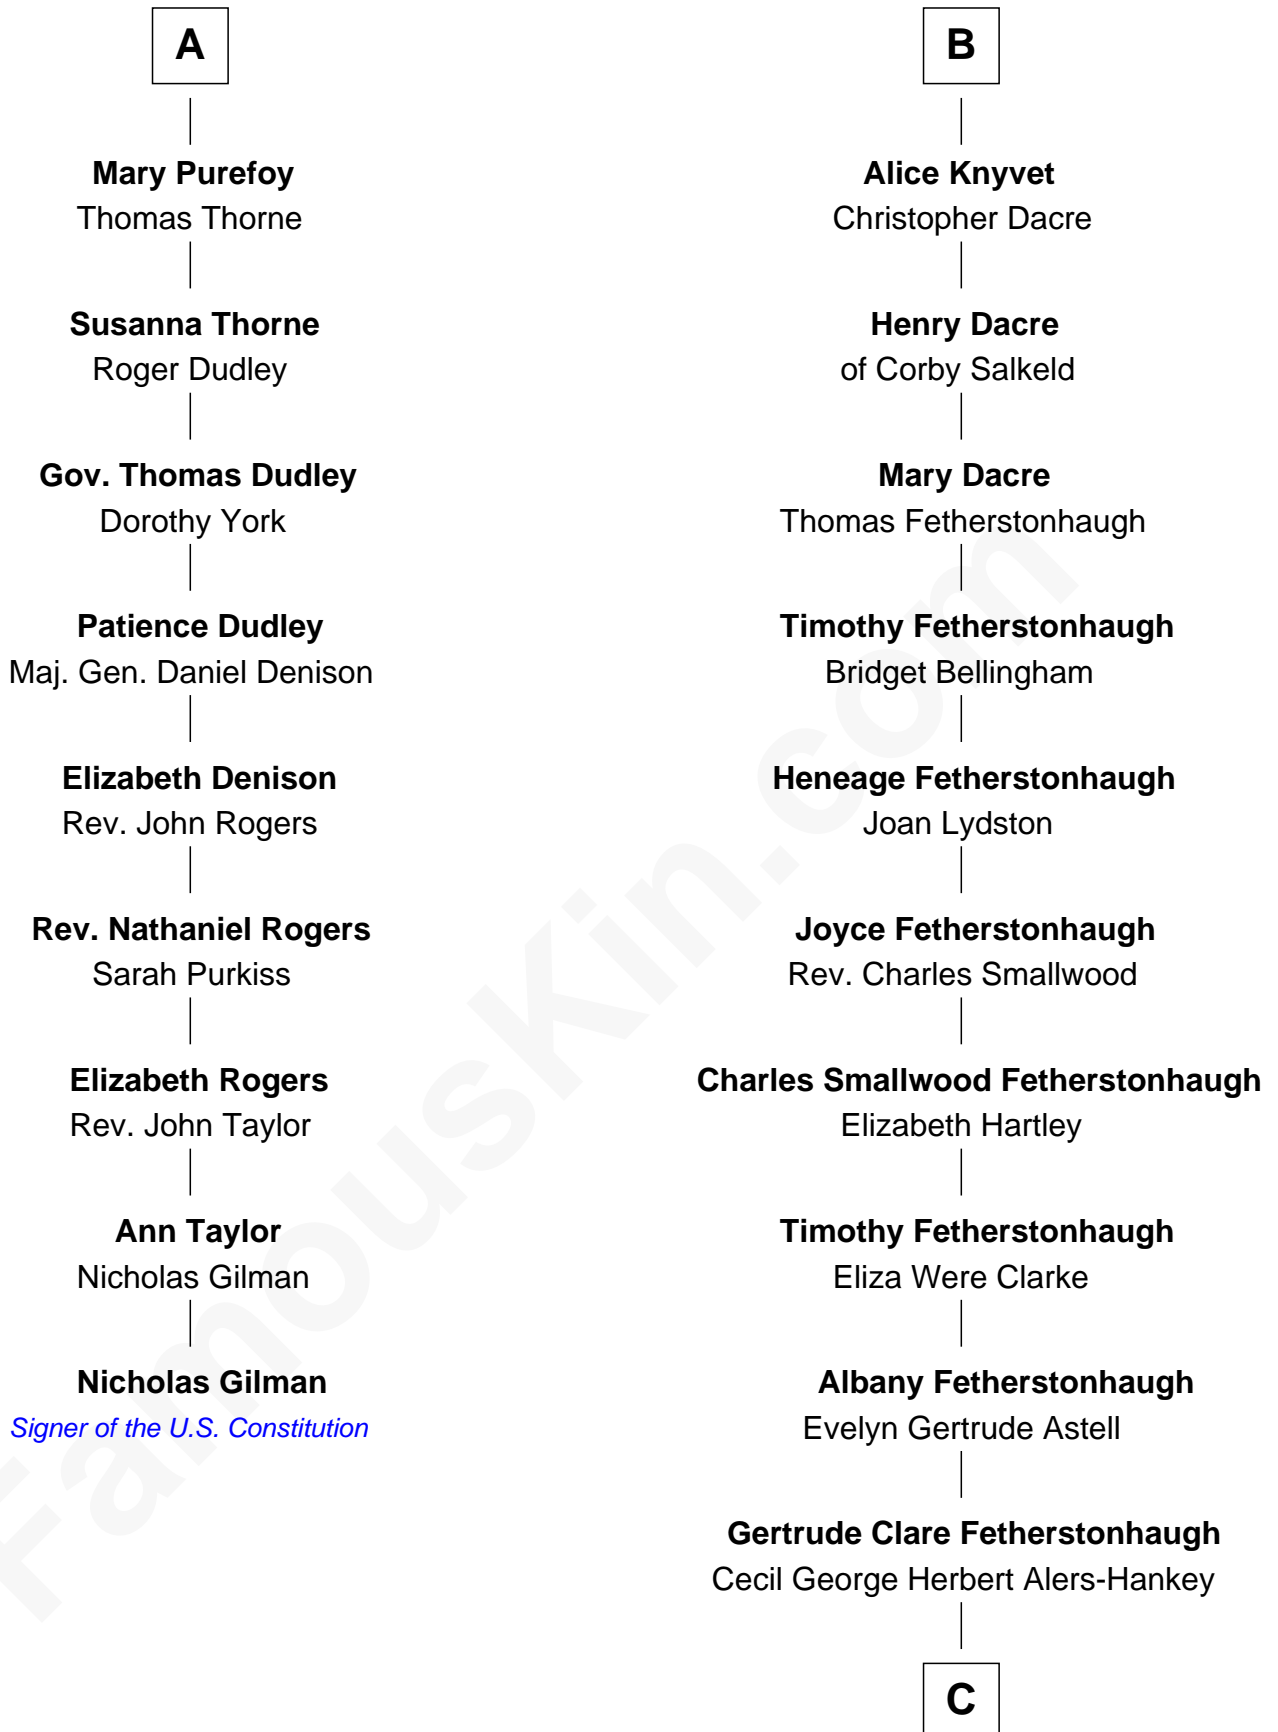 A
Mary Purefoy
Thomas Thorne
Susanna Thorne
Roger Dudley
Gov. Thomas Dudley
Dorothy York
Patience Dudley
Maj. Gen. Daniel Denison
Elizabeth Denison
Rev. John Rogers
Rev. Nathaniel Rogers
Sarah Purkiss
Elizabeth Rogers
Rev. John Taylor
Ann Taylor
Nicholas Gilman
Nicholas Gilman
Signer of the U.S. Constitution
B
Alice Knyvet
Christopher Dacre
Henry Dacre
of Corby Salkeld
Mary Dacre
Thomas Fetherstonhaugh
Timothy Fetherstonhaugh
Bridget Bellingham
Heneage Fetherstonhaugh
Joan Lydston
Joyce Fetherstonhaugh
Rev. Charles Smallwood
Charles Smallwood Fetherstonhaugh
Elizabeth Hartley
Timothy Fetherstonhaugh
Eliza Were Clarke
Albany Fetherstonhaugh
Evelyn Gertrude Astell
Gertrude Clare Fetherstonhaugh
Cecil George Herbert Alers-Hankey
C
FamousKin.com